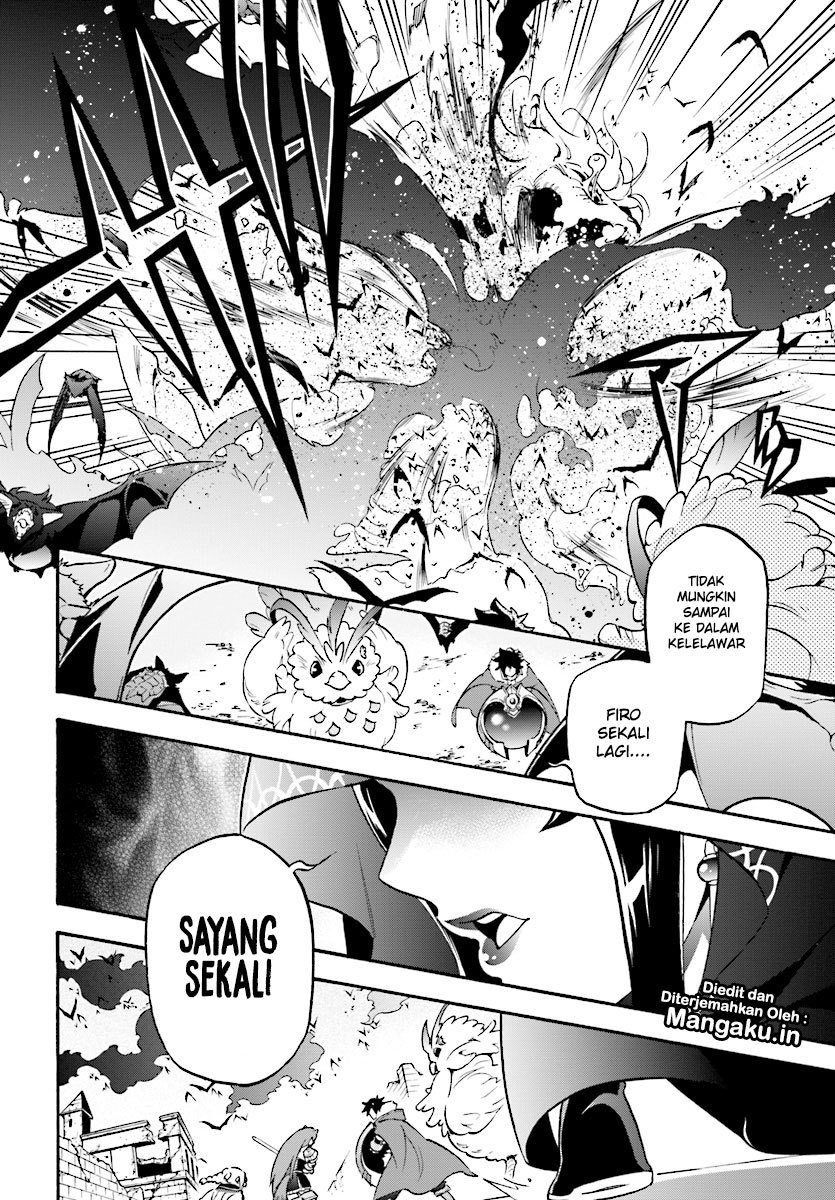 TIDAK
MUNGKIN
SAMPAI
KE DALAM
KELELAWAR
FIRO
SEKALI
LAGI....
SAYANG
SEKALI
Diedit dan
Diterjemahkan Oleh :
Mangaku.in